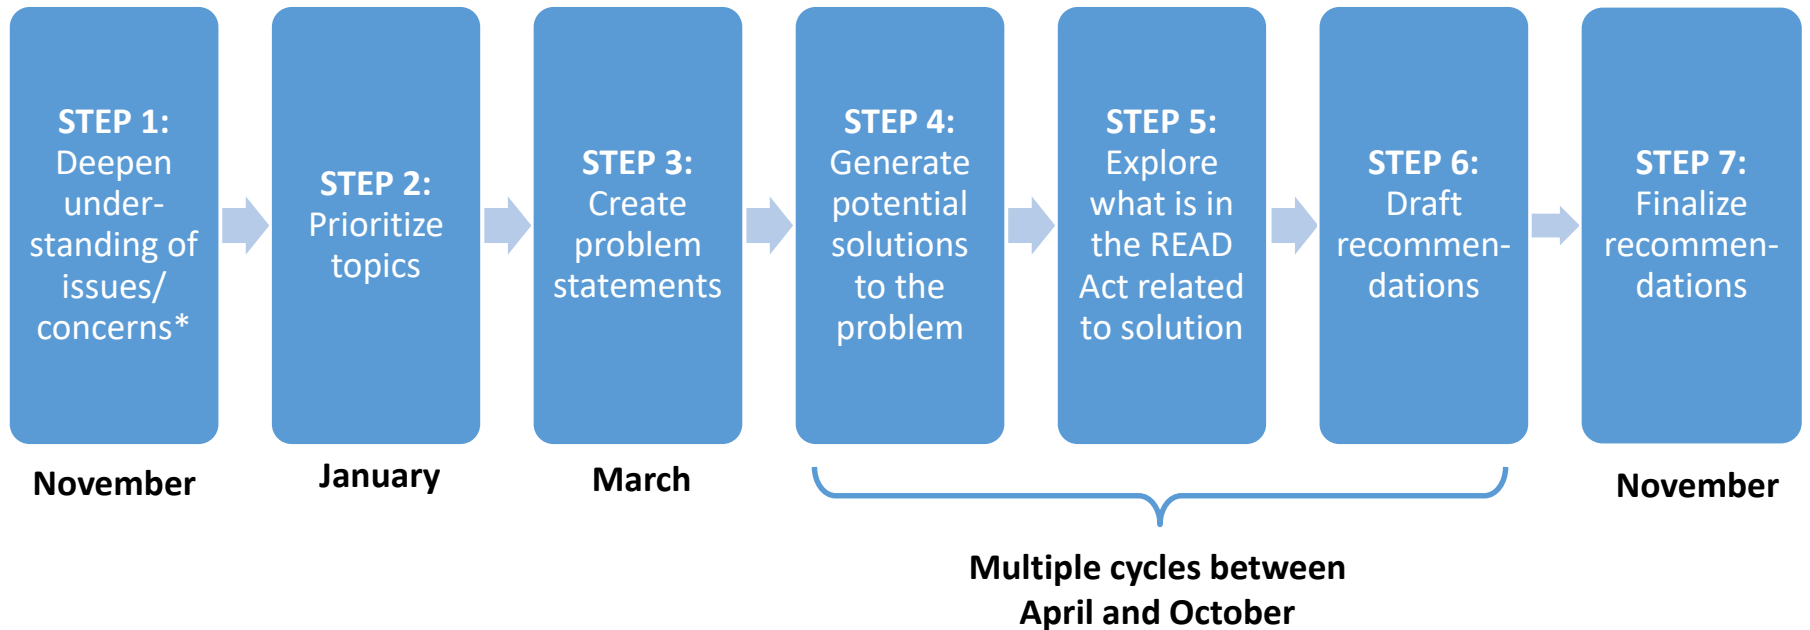 STEP 1:
Deepen
under-
standing of
issues/
concerns*
STEP 2:
Prioritize
topics
STEP 3:
Create
problem
statements
STEP 4:
Generate
potential
solutions
to the
problem
STEP 5:
Explore
what is in
the READ
Act related
to solution
STEP 6:
Draft
recommen-
dations
STEP 7:
Finalize
recommen-
dations
November
January
March
Multiple cycles between
April and October
November